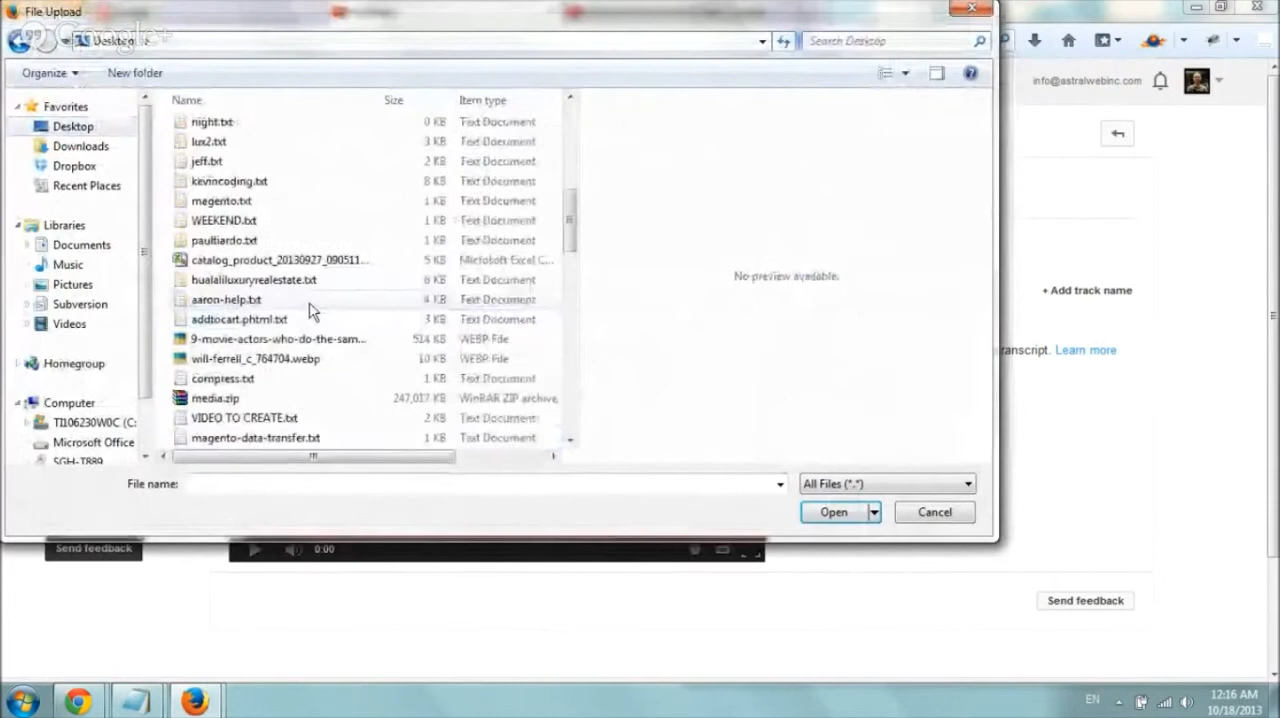 File Upload
Google+
Desktop
Search Desktop
Organize
New folder
info@astralwebinc.com
Favorites
Desktop
Downloads
Dropbox
Recent Places
Libraries
Documents
Music
Pictures
Subversion
Videos
Homegroup
Computer
TI106230W0C (C:
Microsoft Office
SGH-T889
Name Size Item type
night.txt 0 KB Text Document
lux2.txt 3 KB Text Document
jeff.txt 2 KB Text Document
kevincoding.txt 8 KB Text Document
magento.txt 1 KB Text Document
WEEKEND.txt 1 KB Text Document
paultiardo.txt 1 KB Text Document
catalog_product_20130927_090511... 5 KB Microsoft Excel C...
hualaliluxuryrealestate.txt 6 KB Text Document
aaron-help.txt 4 KB Text Document
addtocart.phtml.txt 3 KB Text Document
9-movie-actors-who-do-the-sam... 514 KB WEBP File
will-ferrell_c_764704.webp 10 KB WEBP File
compress.txt 1 KB Text Document
media.zip 247,017 KB WinRAR ZIP archive
VIDEO TO CREATE.txt 2 KB Text Document
magento-data-transfer.txt 1 KB Text Document
No preview available.
+ Add track name
transcript. Learn more
File name:
All Files (*.*)
Open
Cancel
Send feedback
0:00
Send feedback
EN
12:16 AM
10/18/2013